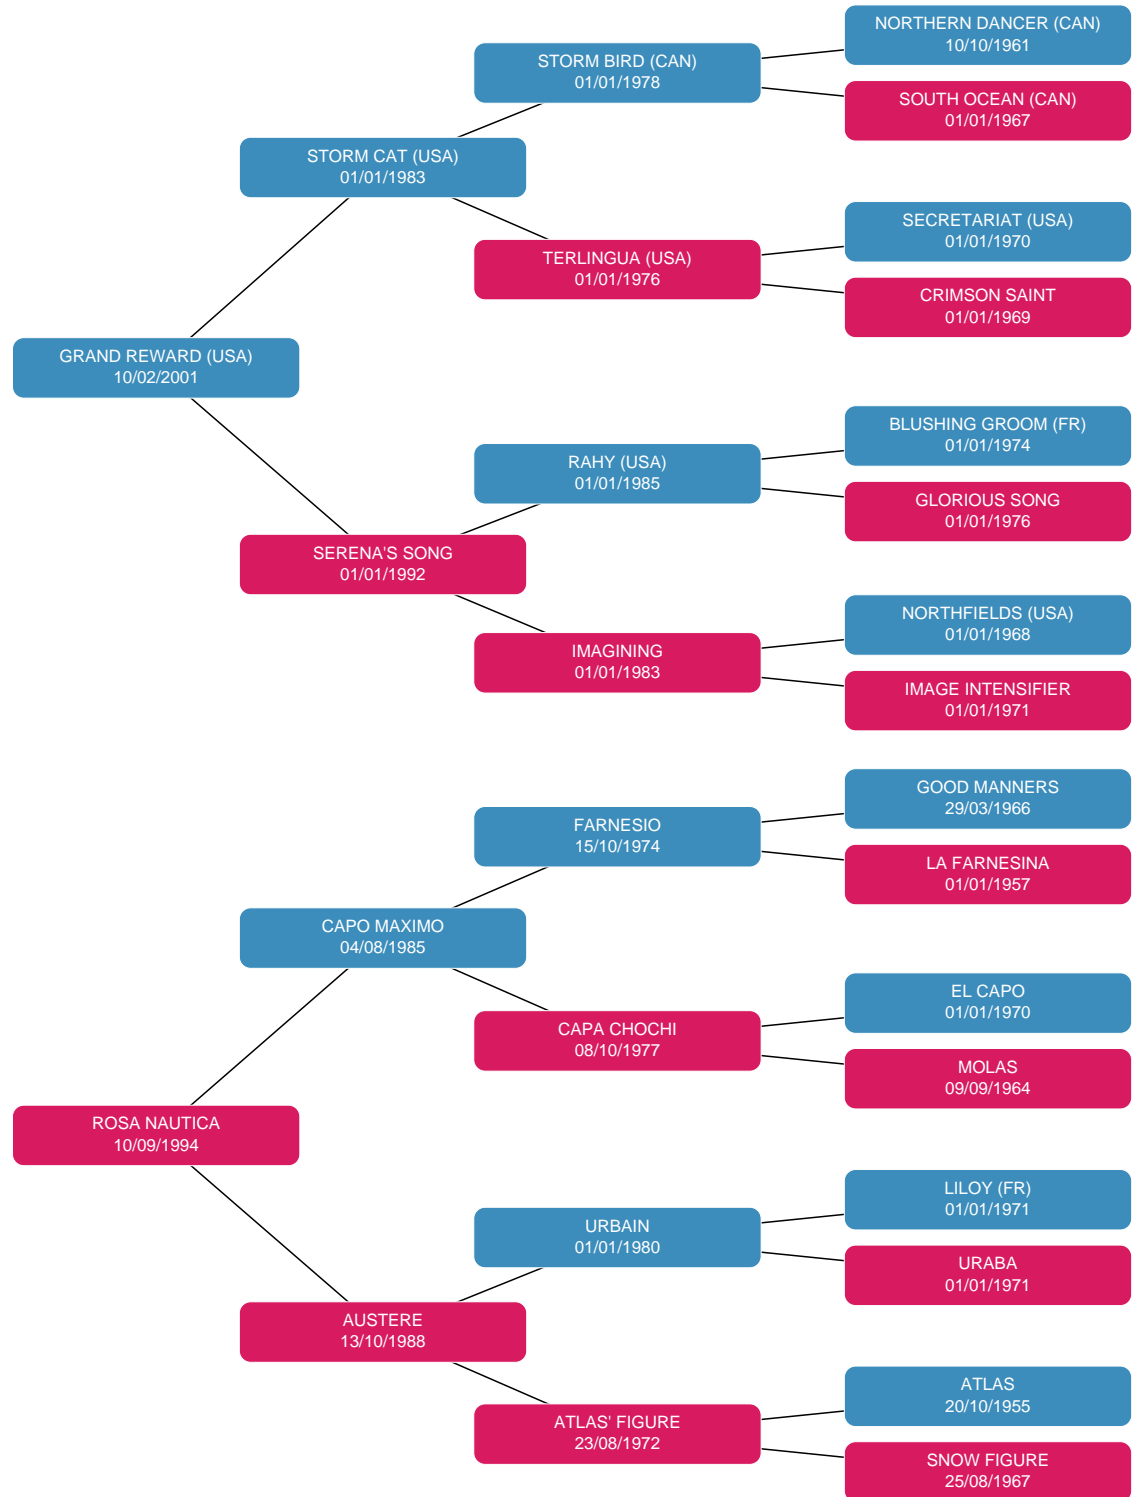 NORTHERN DANCER (CAN)
10/10/1961
STORM BIRD (CAN)
01/01/1978
SOUTH OCEAN (CAN)
01/01/1967
STORM CAT (USA)
01/01/1983
SECRETARIAT (USA)
01/01/1970
TERLINGUA (USA)
01/01/1976
CRIMSON SAINT
01/01/1969
GRAND REWARD (USA)
10/02/2001
BLUSHING GROOM (FR)
01/01/1974
RAHY (USA)
01/01/1985
GLORIOUS SONG
01/01/1976
SERENA'S SONG
01/01/1992
NORTHFIELDS (USA)
01/01/1968
IMAGINING
01/01/1983
IMAGE INTENSIFIER
01/01/1971
GOOD MANNERS
29/03/1966
FARNESIO
15/10/1974
LA FARNESINA
01/01/1957
CAPO MAXIMO
04/08/1985
EL CAPO
01/01/1970
CAPA CHOCHI
08/10/1977
MOLAS
09/09/1964
ROSA NAUTICA
10/09/1994
LILOY (FR)
01/01/1971
URBAIN
01/01/1980
URABA
01/01/1971
AUSTERE
13/10/1988
ATLAS
20/10/1955
ATLAS' FIGURE
23/08/1972
SNOW FIGURE
25/08/1967